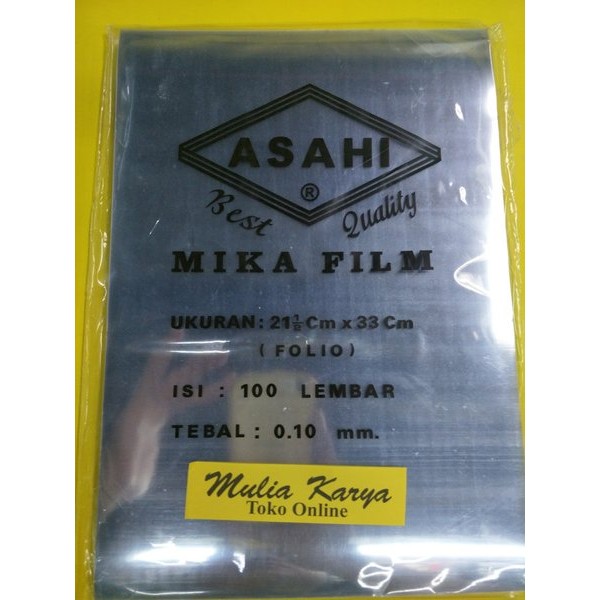 ASAHI
®
Best Quality
MIKA FILM
UKURAN : 21½ Cm x 33 Cm
( FOLIO )
ISI : 100 LEMBAR
TEBAL : 0.10 mm.
Mulia Karya
Toko Online